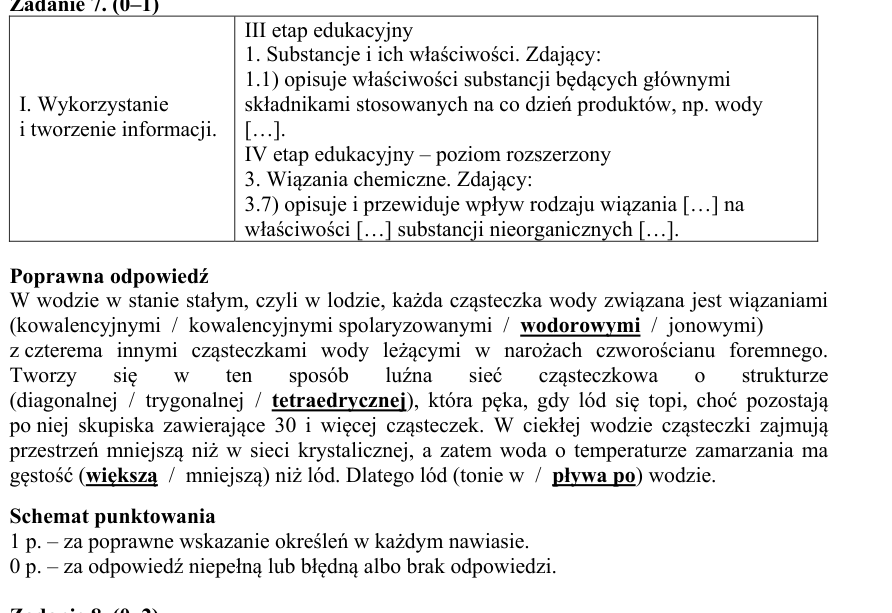 Zadanie 7. (0–1)
I. Wykorzystanie
i tworzenie informacji.
III etap edukacyjny
1. Substancje i ich właściwości. Zdający:
1.1) opisuje właściwości substancji będących głównymi
składnikami stosowanych na co dzień produktów, np. wody
[…].
IV etap edukacyjny – poziom rozszerzony
3. Wiązania chemiczne. Zdający:
3.7) opisuje i przewiduje wpływ rodzaju wiązania […] na
właściwości […] substancji nieorganicznych […].
Poprawna odpowiedź
W wodzie w stanie stałym, czyli w lodzie, każda cząsteczka wody związana jest wiązaniami
(kowalencyjnymi / kowalencyjnymi spolaryzowanymi / wodorowymi / jonowymi)
z czterema innymi cząsteczkami wody leżącymi w narożach czworościanu foremnego.
Tworzy się w ten sposób luźna sieć cząsteczkowa o strukturze
(diagonalnej / trygonalnej / tetraedrycznej), która pęka, gdy lód się topi, choć pozostają
po niej skupiska zawierające 30 i więcej cząsteczek. W ciekłej wodzie cząsteczki zajmują
przestrzeń mniejszą niż w sieci krystalicznej, a zatem woda o temperaturze zamarzania ma
gęstość (większą / mniejszą) niż lód. Dlatego lód (tonie w / pływa po) wodzie.
Schemat punktowania
1 p. – za poprawne wskazanie określeń w każdym nawiasie.
0 p. – za odpowiedź niepełną lub błędną albo brak odpowiedzi.
Zadanie 8. (0–2)